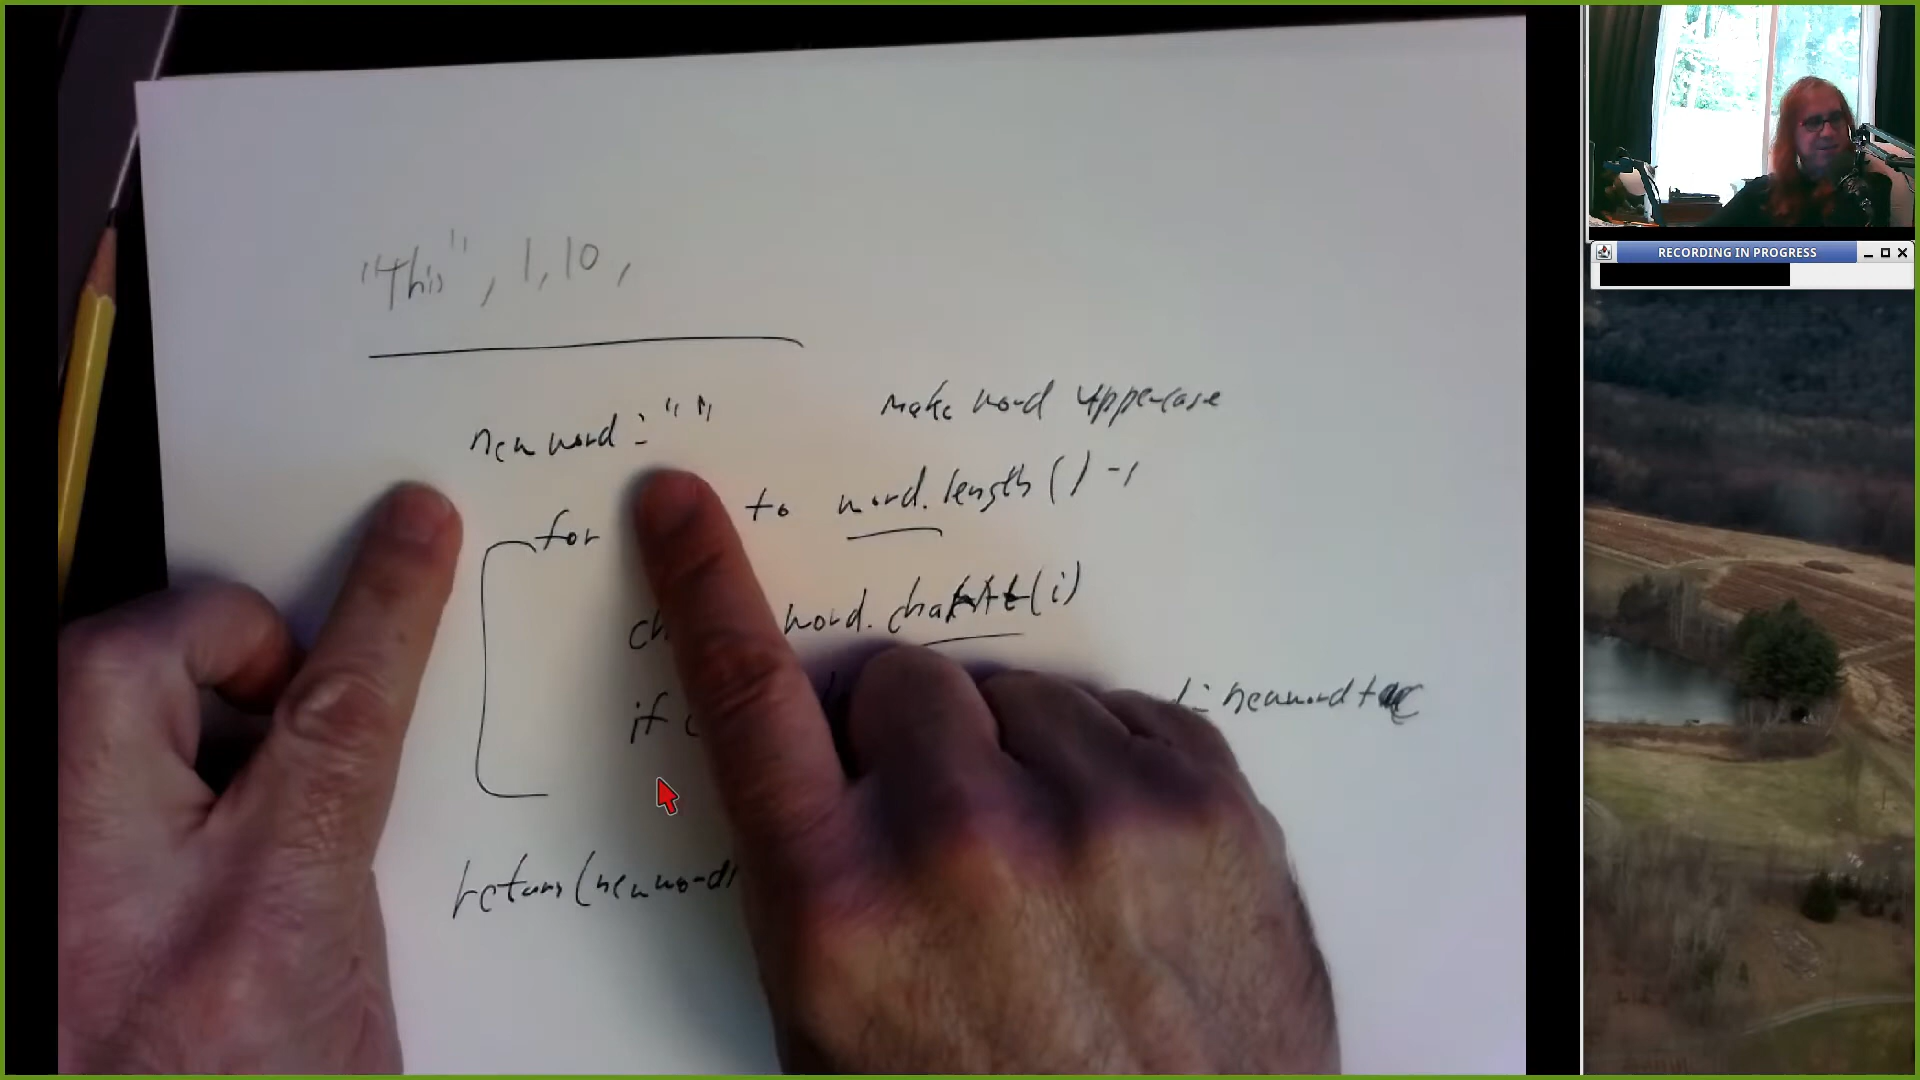 RECORDING IN PROGRESS
"This", 1, 10,
newword = " "
make word uppercase
for to word.length() -1
word. charAt (i)
if
= newword + c
return (newword